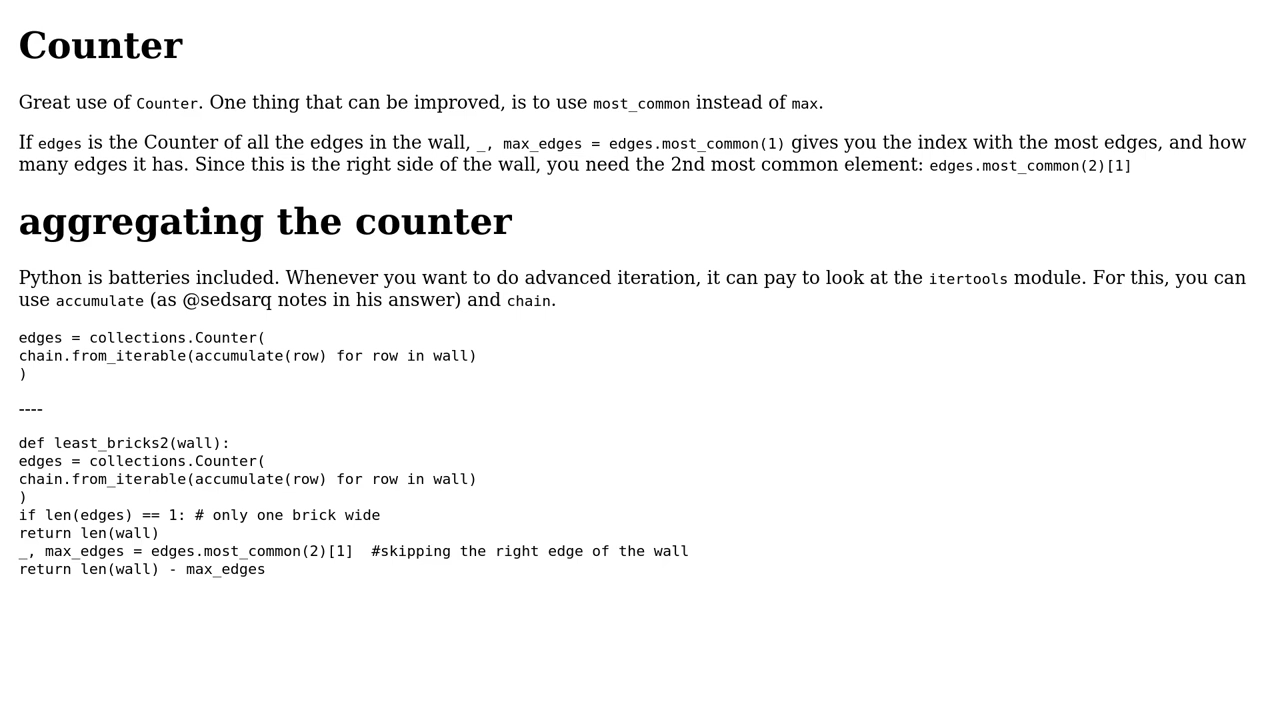 Counter
Great use of Counter. One thing that can be improved, is to use most_common instead of max.
If edges is the Counter of all the edges in the wall, _, max_edges = edges.most_common(1) gives you the index with the most edges, and how
many edges it has. Since this is the right side of the wall, you need the 2nd most common element: edges.most_common(2)[1]
aggregating the counter
Python is batteries included. Whenever you want to do advanced iteration, it can pay to look at the itertools module. For this, you can
use accumulate (as @sedsarq notes in his answer) and chain.
edges = collections.Counter(
chain.from_iterable(accumulate(row) for row in wall)
)
----
def least_bricks2(wall):
edges = collections.Counter(
chain.from_iterable(accumulate(row) for row in wall)
)
if len(edges) == 1: # only one brick wide
return len(wall)
_, max_edges = edges.most_common(2)[1]  #skipping the right edge of the wall
return len(wall) - max_edges